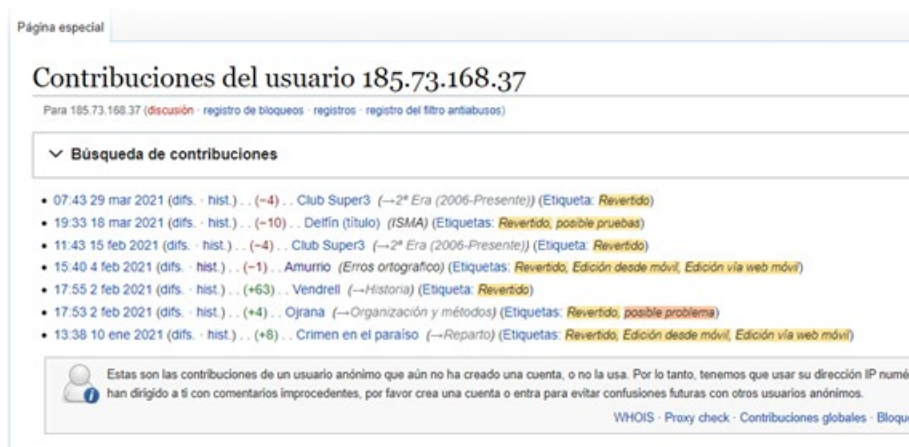 Página especial
Contribuciones del usuario 185.73.168.37
Para 185.73.168.37 (discusión · registro de bloqueos · registros · registro del filtro antiabusos)
Búsqueda de contribuciones
• 07:43 29 mar 2021 (difs. · hist.) . . (−4) . . Club Super3 (→2ª Era (2006-Presente)) (Etiqueta: Revertido)
• 19:33 18 mar 2021 (difs. · hist.) . . (−10) . . Delfín (título) (ISMA) (Etiquetas: Revertido, posible pruebas)
• 11:43 15 feb 2021 (difs. · hist.) . . (−4) . . Club Super3 (→2ª Era (2006-Presente)) (Etiqueta: Revertido)
• 15:40 4 feb 2021 (difs. · hist.) . . (−1) . . Amurrio (Erros ortografico) (Etiquetas: Revertido, Edición desde móvil, Edición vía web móvil)
• 17:55 2 feb 2021 (difs. · hist.) . . (+63) . . Vendrell (→Historia) (Etiqueta: Revertido)
• 17:53 2 feb 2021 (difs. · hist.) . . (+4) . . Ojrana (→Organización y métodos) (Etiquetas: Revertido, posible problema)
• 13:38 10 ene 2021 (difs. · hist.) . . (+8) . . Crimen en el paraíso (→Reparto) (Etiquetas: Revertido, Edición desde móvil, Edición vía web móvil)
Estas son las contribuciones de un usuario anónimo que aún no ha creado una cuenta, o no la usa. Por lo tanto, tenemos que usar su dirección IP numé
han dirigido a ti con comentarios improcedentes, por favor crea una cuenta o entra para evitar confusiones futuras con otros usuarios anónimos.
WHOIS · Proxy check · Contribuciones globales · Bloqu